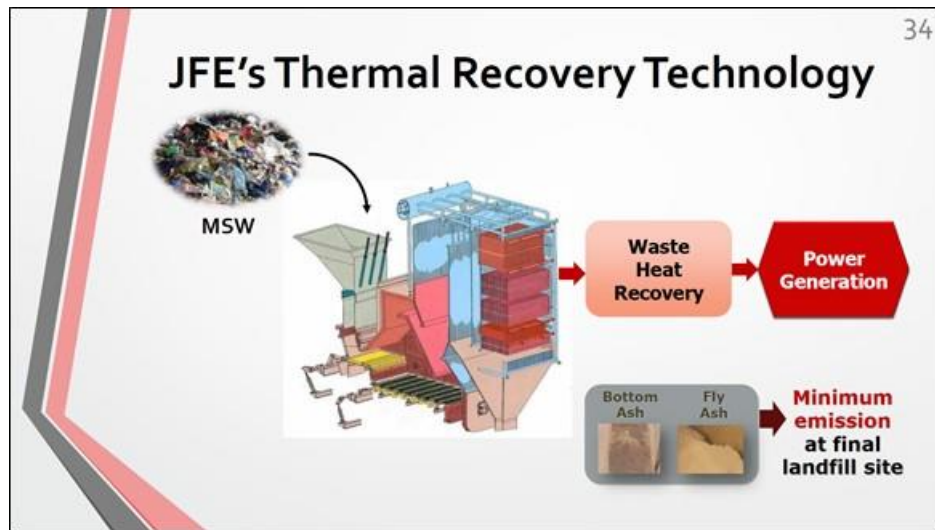 34
JFE's Thermal Recovery Technology
MSW
Waste
Heat
Recovery
Power
Generation
Bottom
Ash
Fly
Ash
Minimum
emission
at final
landfill site